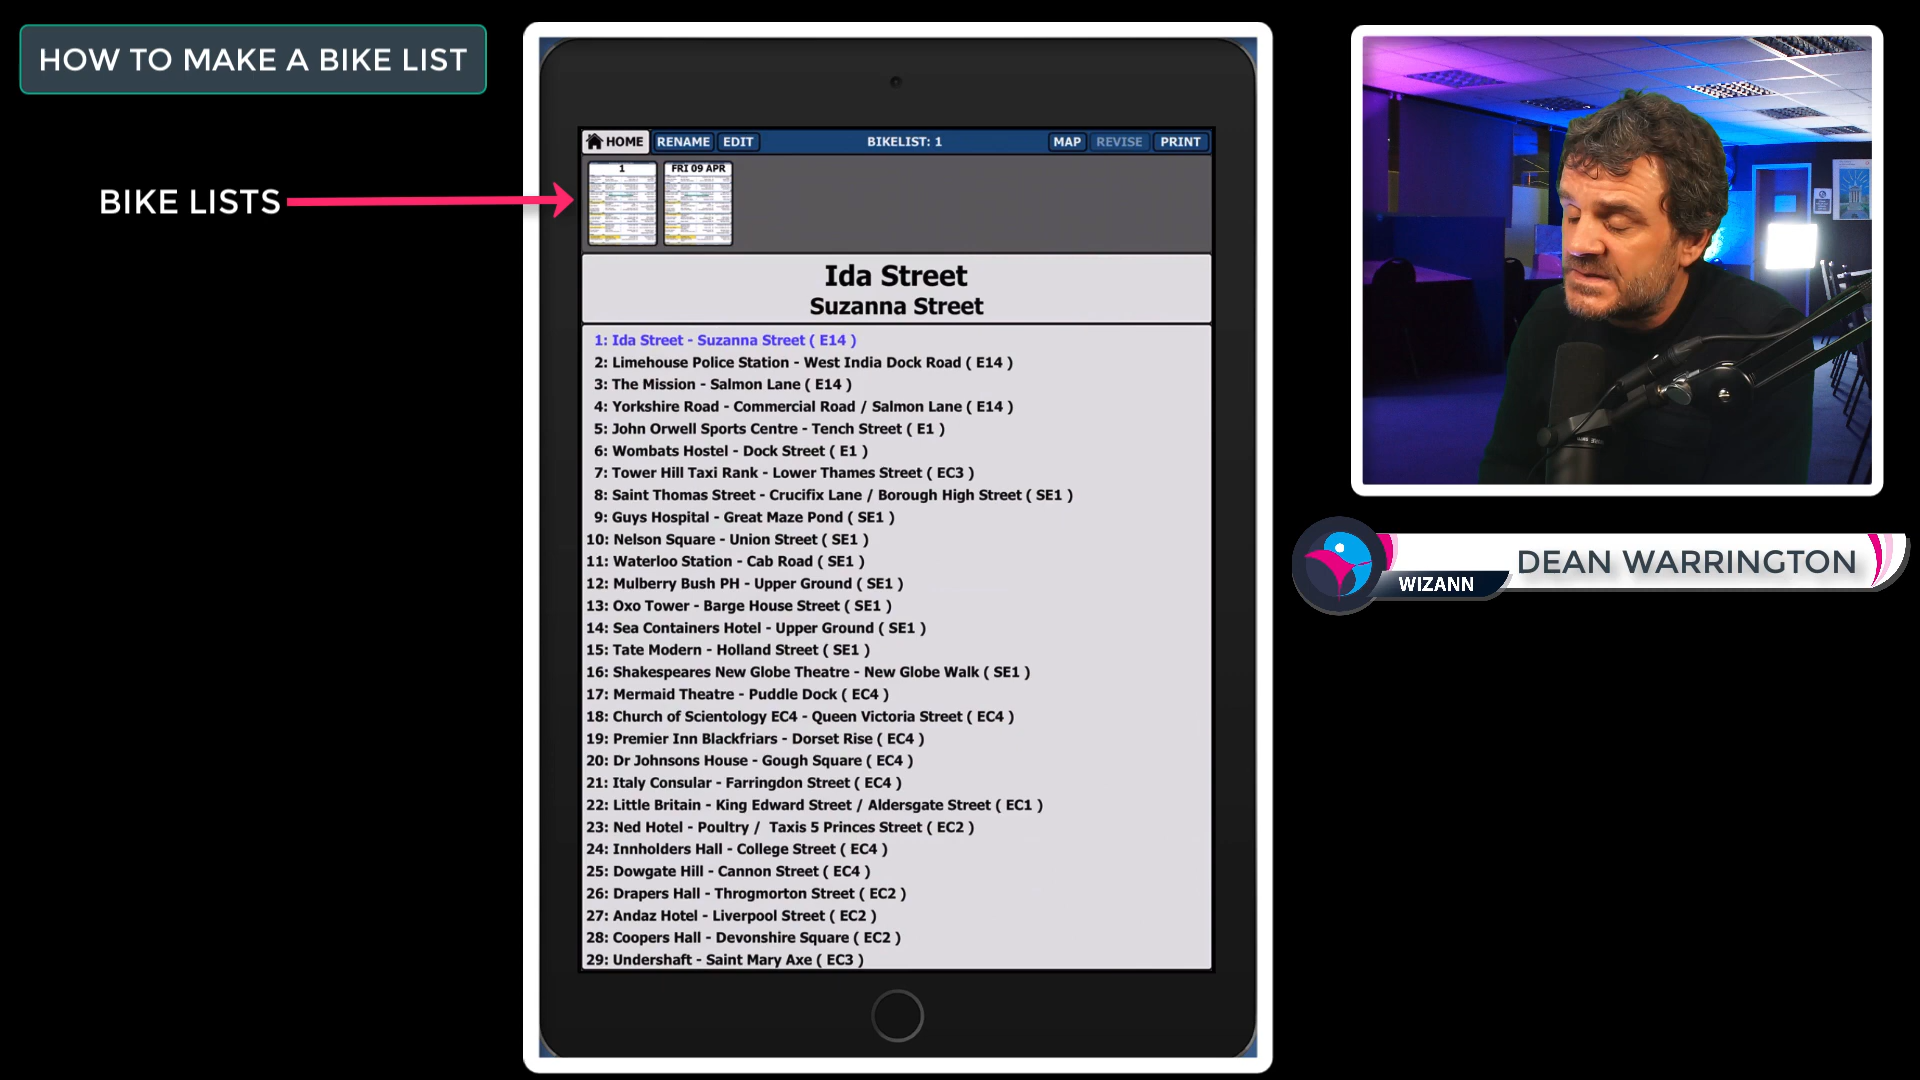 HOW TO MAKE A BIKE LIST
BIKE LISTS
HOME RENAME EDIT BIKELIST: 1 MAP REVISE PRINT
1 FRI 09 APR
Ida Street
Suzanna Street
1: Ida Street - Suzanna Street ( E14 )
2: Limehouse Police Station - West India Dock Road ( E14 )
3: The Mission - Salmon Lane ( E14 )
4: Yorkshire Road - Commercial Road / Salmon Lane ( E14 )
5: John Orwell Sports Centre - Tench Street ( E1 )
6: Wombats Hostel - Dock Street ( E1 )
7: Tower Hill Taxi Rank - Lower Thames Street ( EC3 )
8: Saint Thomas Street - Crucifix Lane / Borough High Street ( SE1 )
9: Guys Hospital - Great Maze Pond ( SE1 )
10: Nelson Square - Union Street ( SE1 )
11: Waterloo Station - Cab Road ( SE1 )
12: Mulberry Bush PH - Upper Ground ( SE1 )
13: Oxo Tower - Barge House Street ( SE1 )
14: Sea Containers Hotel - Upper Ground ( SE1 )
15: Tate Modern - Holland Street ( SE1 )
16: Shakespeares New Globe Theatre - New Globe Walk ( SE1 )
17: Mermaid Theatre - Puddle Dock ( EC4 )
18: Church of Scientology EC4 - Queen Victoria Street ( EC4 )
19: Premier Inn Blackfriars - Dorset Rise ( EC4 )
20: Dr Johnsons House - Gough Square ( EC4 )
21: Italy Consular - Farringdon Street ( EC4 )
22: Little Britain - King Edward Street / Aldersgate Street ( EC1 )
23: Ned Hotel - Poultry /  Taxis 5 Princes Street ( EC2 )
24: Innholders Hall - College Street ( EC4 )
25: Dowgate Hill - Cannon Street ( EC4 )
26: Drapers Hall - Throgmorton Street ( EC2 )
27: Andaz Hotel - Liverpool Street ( EC2 )
28: Coopers Hall - Devonshire Square ( EC2 )
29: Undershaft - Saint Mary Axe ( EC3 )
DEAN WARRINGTON
WIZANN